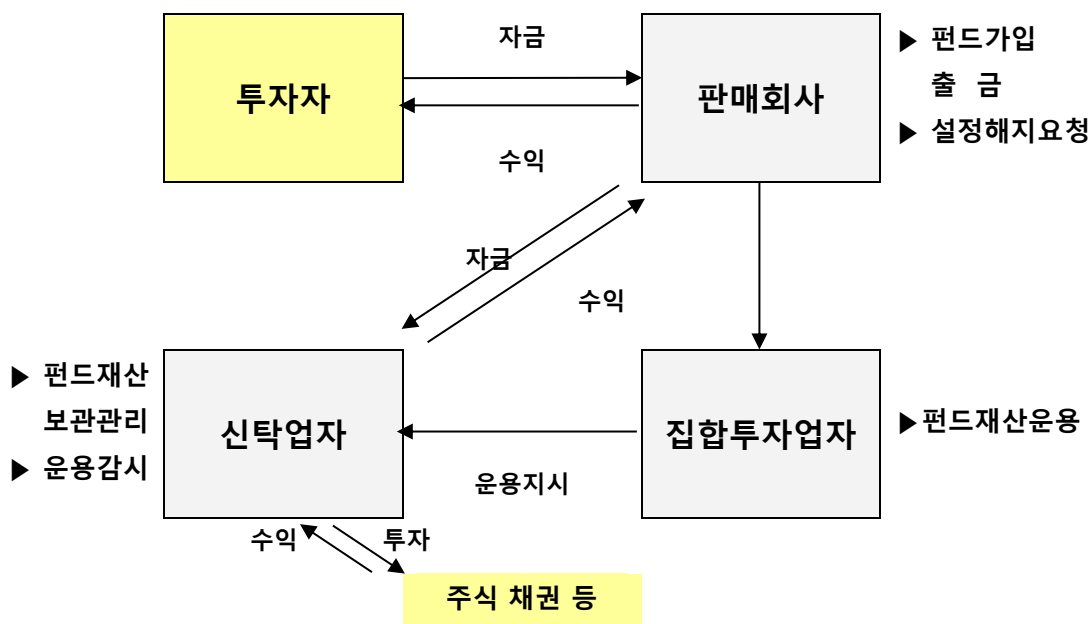 자금
투자자
판매회사
▶ 펀드가입
출 금
▶ 설정해지요청
수익
자금
수익
▶ 펀드재산
보관관리
▶ 운용감시
신탁업자
집합투자업자
▶펀드재산운용
운용지시
수익
투자
주식 채권 등